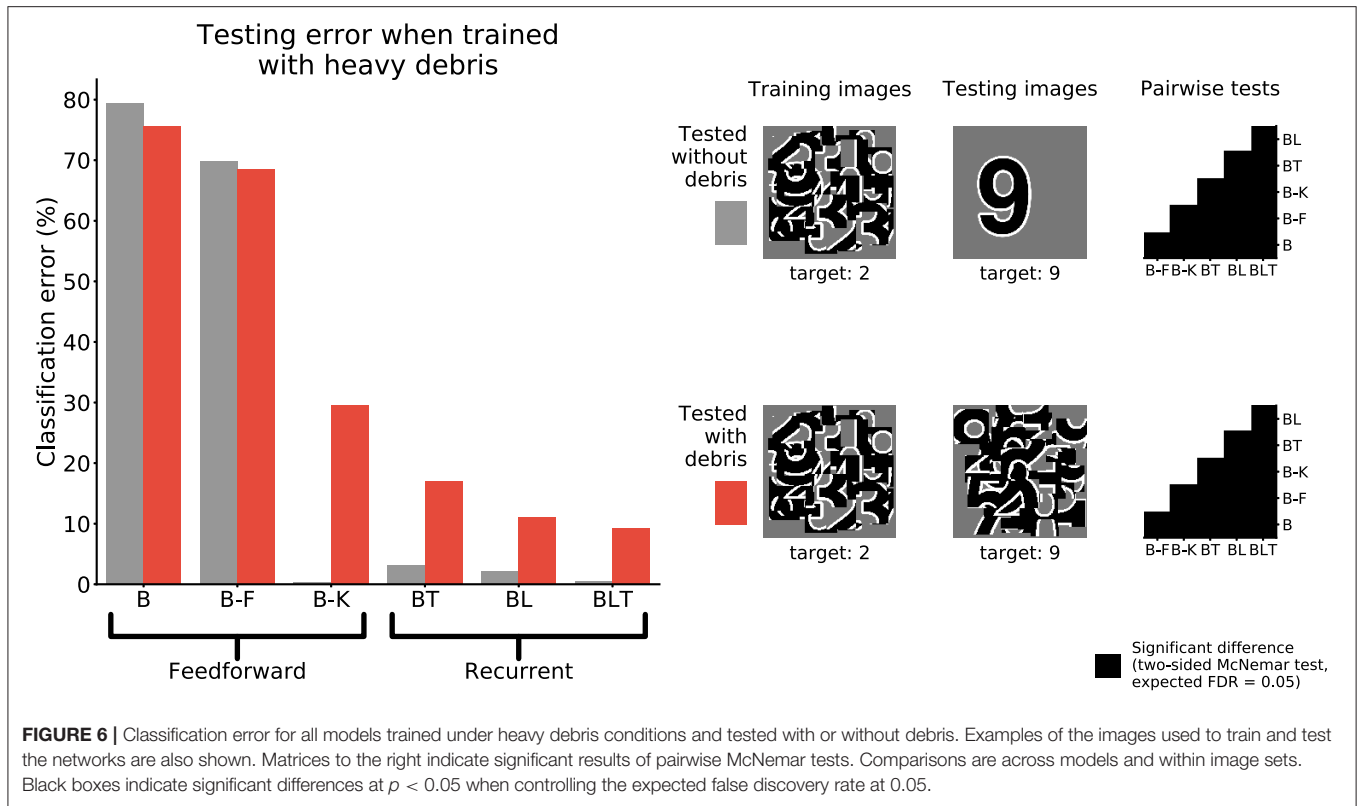 Testing error when trained
with heavy debris
Classification error (%)
80
70
60
50
40
30
20
10
0
B B-F B-K BT BL BLT
Feedforward Recurrent
Training images Testing images Pairwise tests
Tested
without
debris
9
target: 2 target: 9
BL
BT
B-K
B-F
B
B-F B-K BT BL BLT
Tested
with
debris
target: 2 target: 9
BL
BT
B-K
B-F
B
B-F B-K BT BL BLT
Significant difference
(two-sided McNemar test,
expected FDR = 0.05)
FIGURE 6 | Classification error for all models trained under heavy debris conditions and tested with or without debris. Examples of the images used to train and test
the networks are also shown. Matrices to the right indicate significant results of pairwise McNemar tests. Comparisons are across models and within image sets.
Black boxes indicate significant differences at p < 0.05 when controlling the expected false discovery rate at 0.05.